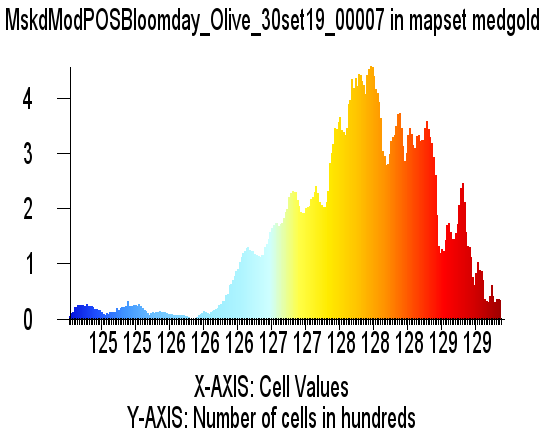 MskdModPOSBloomday_Olive_30set19_00007 in mapset medgold
4
3
2
1
0
125 125 126 126 126 127 127 128 128 128 129 129
X-AXIS: Cell Values
Y-AXIS: Number of cells in hundreds